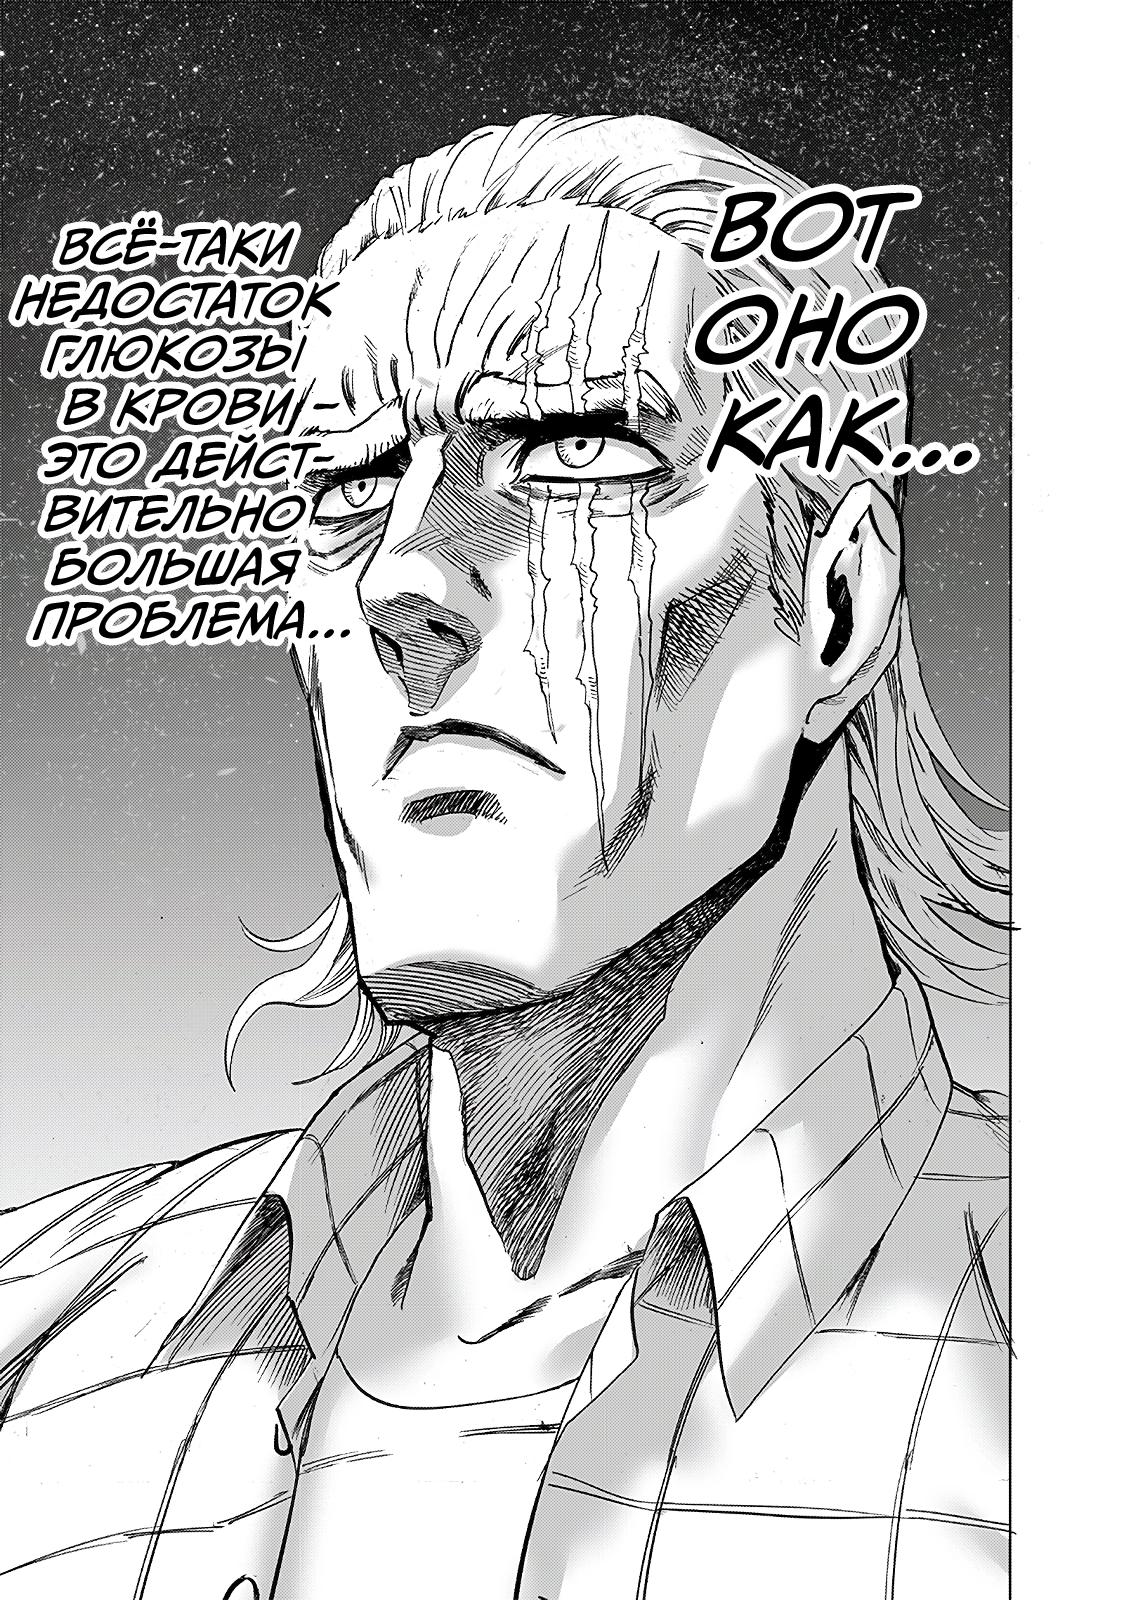 ВОТ
ОНО
КАК...
ВСЁ-ТАКИ
НЕДОСТАТОК
ГЛЮКОЗЫ
В КРОВИ -
ЭТО ДЕЙСТ-
ВИТЕЛЬНО
БОЛЬШАЯ
ПРОБЛЕМА...